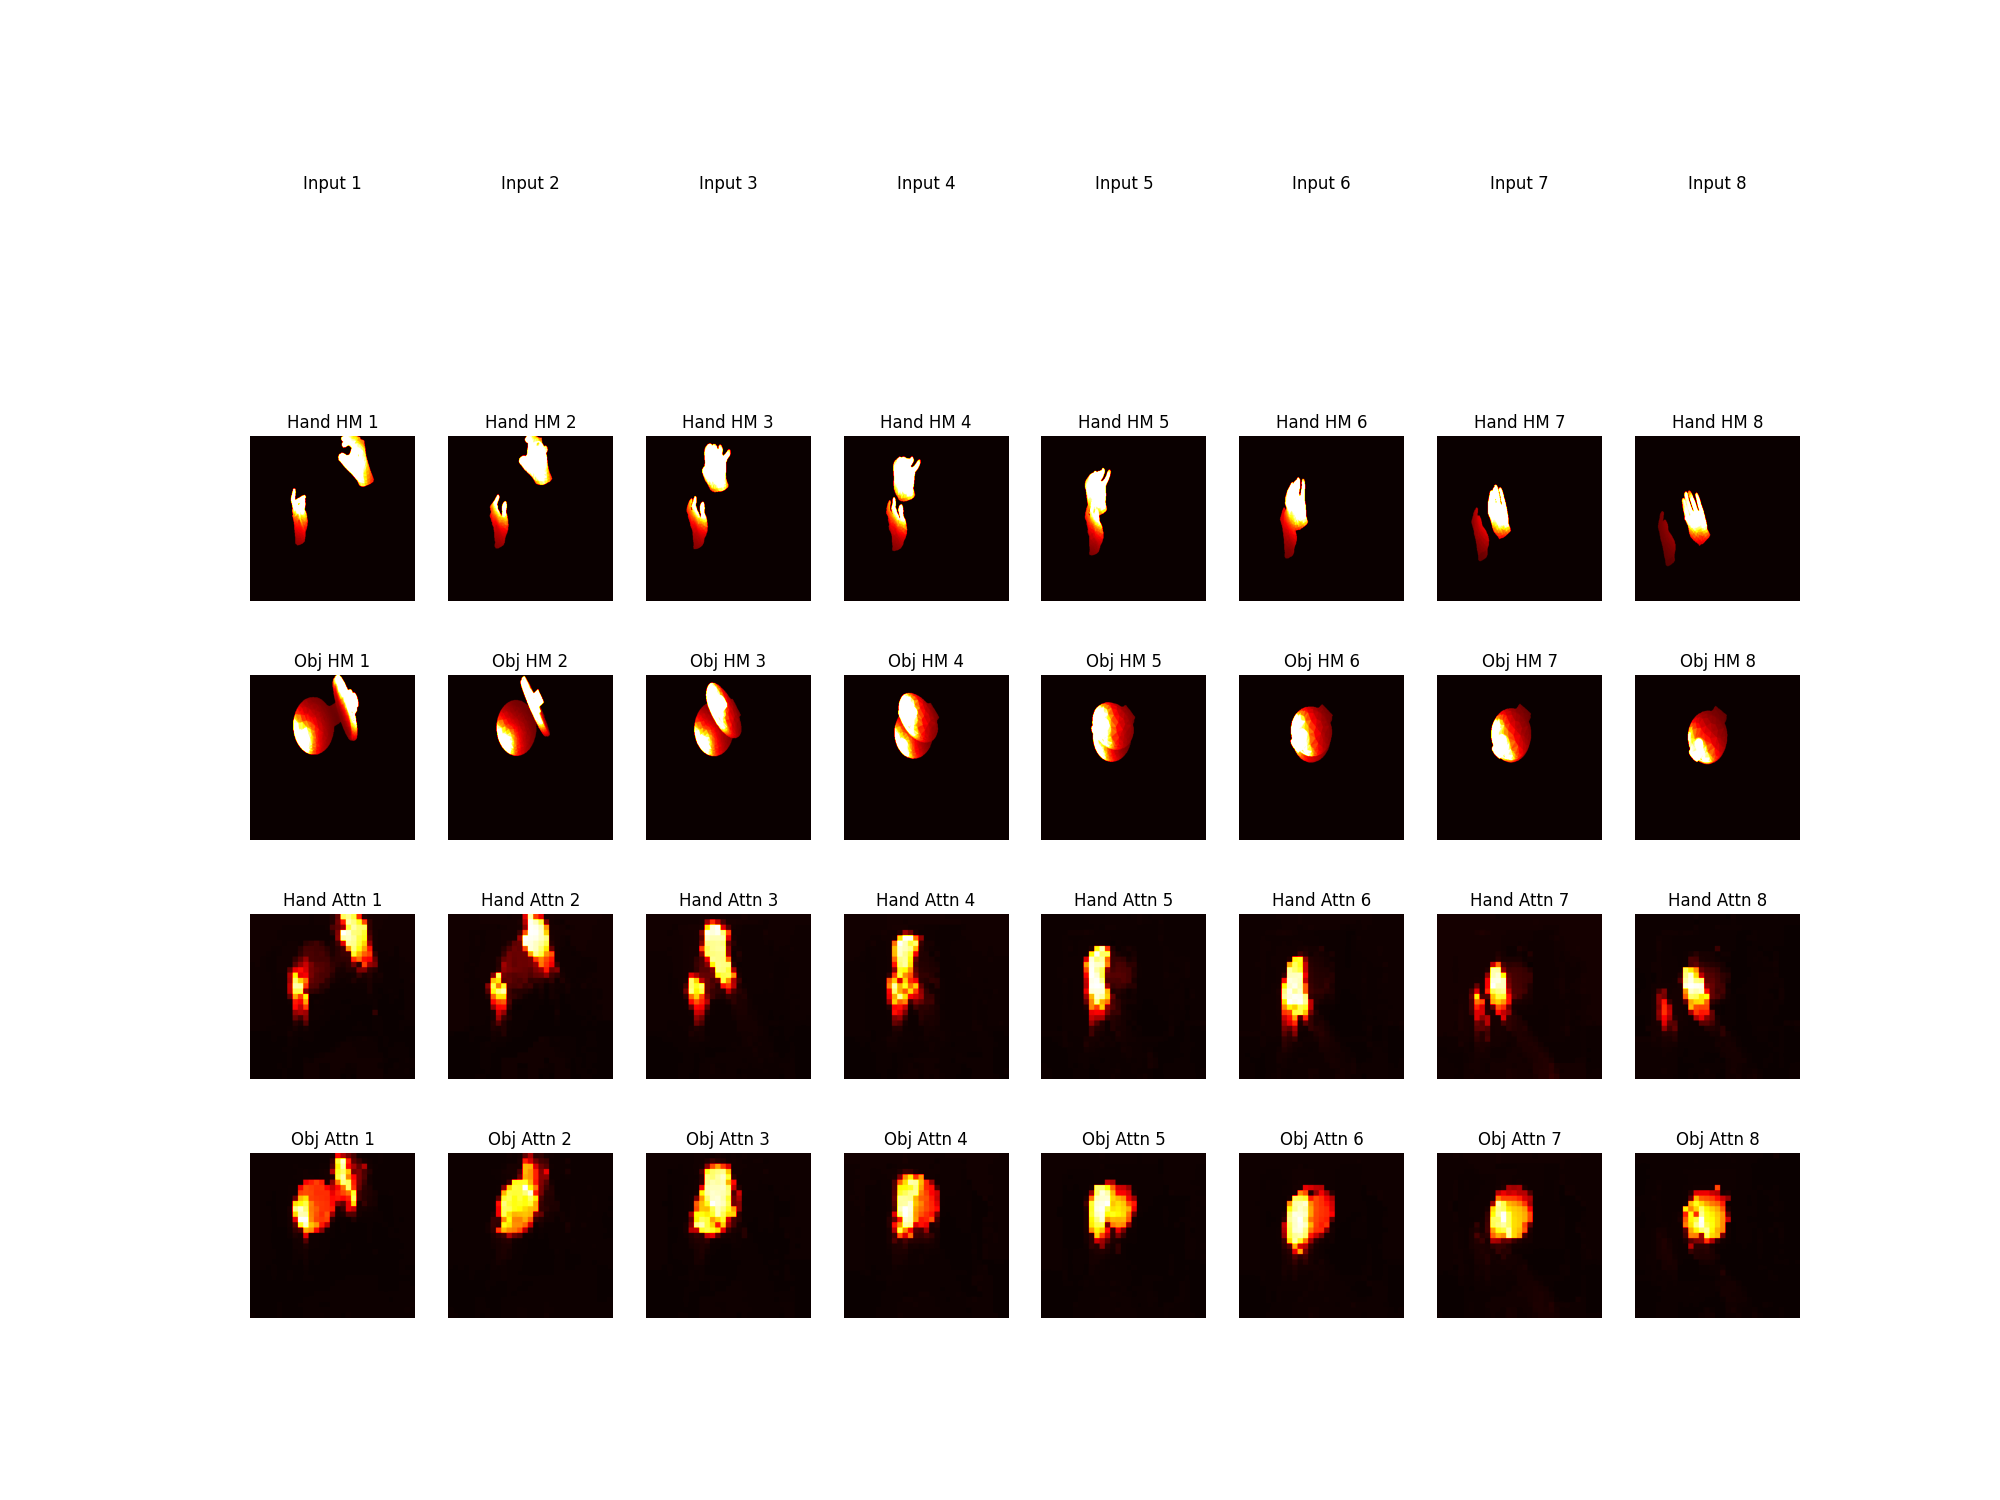 Input 1 Input 2 Input 3 Input 4 Input 5 Input 6 Input 7 Input 8
Hand HM 1 Hand HM 2 Hand HM 3 Hand HM 4 Hand HM 5 Hand HM 6 Hand HM 7 Hand HM 8
Obj HM 1 Obj HM 2 Obj HM 3 Obj HM 4 Obj HM 5 Obj HM 6 Obj HM 7 Obj HM 8
Hand Attn 1 Hand Attn 2 Hand Attn 3 Hand Attn 4 Hand Attn 5 Hand Attn 6 Hand Attn 7 Hand Attn 8
Obj Attn 1 Obj Attn 2 Obj Attn 3 Obj Attn 4 Obj Attn 5 Obj Attn 6 Obj Attn 7 Obj Attn 8